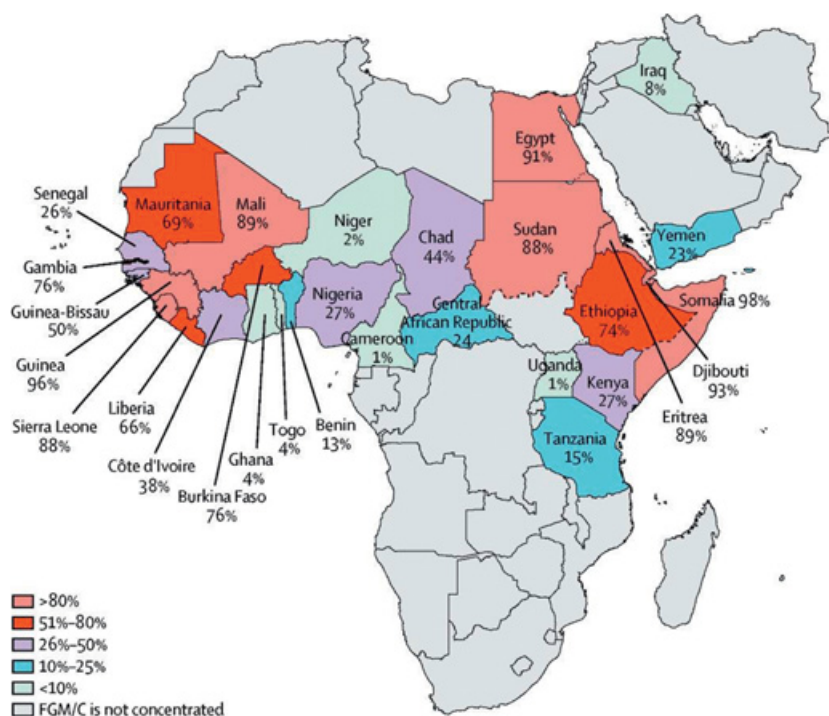 Iraq
8%
Egypt
91%
Senegal
26%
Mauritania
69%
Mali
89%
Niger
2%
Chad
44%
Sudan
88%
Yemen
23%
Gambia
76%
Guinea-Bissau
50%
Guinea
96%
Sierra Leone
88%
Liberia
66%
Côte d'Ivoire
38%
Burkina Faso
76%
Ghana
4%
Togo
4%
Benin
13%
Nigeria
27%
Cameroon
1%
Central
African Republic
24
Ethiopia
74%
Somalia 98%
Djibouti
93%
Eritrea
89%
Uganda
1%
Kenya
27%
Tanzania
15%
>80%
51%–80%
26%–50%
10%–25%
<10%
FGM/C is not concentrated